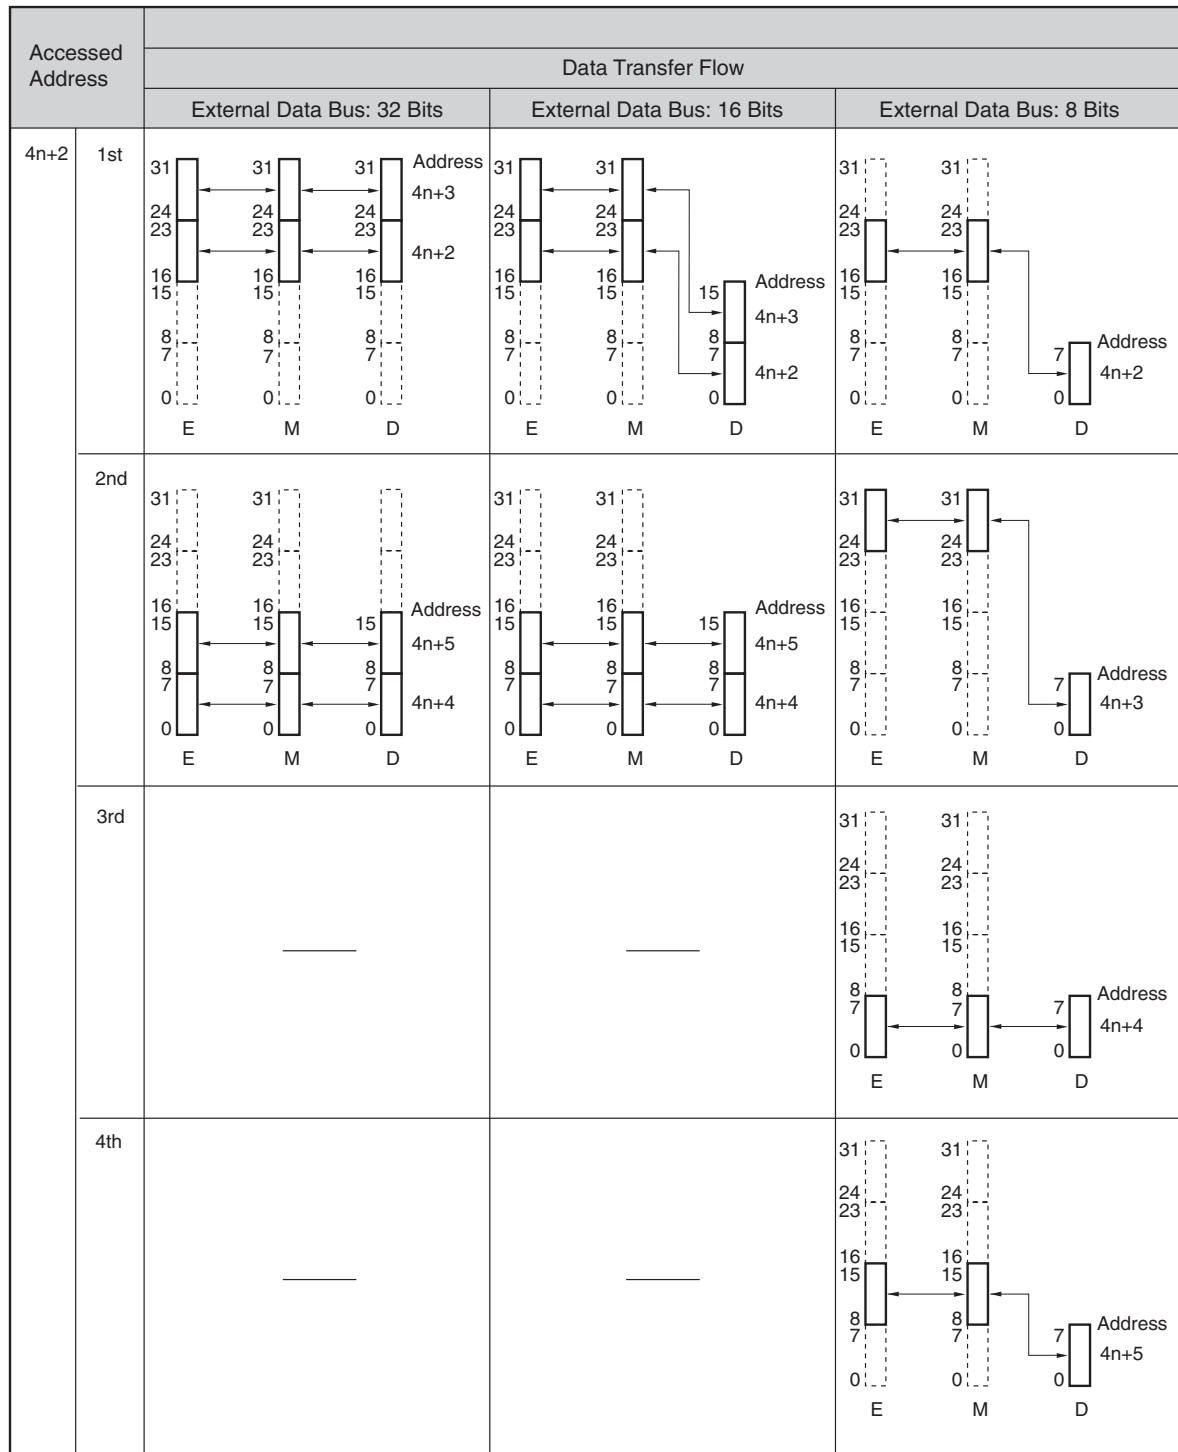 Accessed
Address
Data Transfer Flow
External Data Bus: 32 Bits
External Data Bus: 16 Bits
External Data Bus: 8 Bits
4n+2
1st
31 31 31 Address
4n+3
24 24 24
23 23 23
4n+2
16 16 16
15 15 15
8 8 8
7 7 7
0 0 0
E M D
31 31
24 24
23 23
16 16 Address
15 15 15
4n+3
8 8 8
7 7 7
4n+2
0 0 0
E M D
31 31
24 24
23 23
16 16
15 15
8 8 Address
7 7 7
4n+2
0 0 0
E M D
2nd
31 31
24 24
23 23
16 16 Address
15 15 15
4n+5
8 8 8
7 7 7
4n+4
0 0 0
E M D
31 31
24 24
23 23
16 16 Address
15 15 15
4n+5
8 8 8
7 7 7
4n+4
0 0 0
E M D
31 31
24 24
23 23
16 16
15 15
8 8 Address
7 7 7
4n+3
0 0 0
E M D
3rd
31 31
24 24
23 23
16 16
15 15
8 8 Address
7 7 7
4n+4
0 0 0
E M D
4th
31 31
24 24
23 23
16 16
15 15
8 8 Address
7 7 7
4n+5
0 0 0
E M D